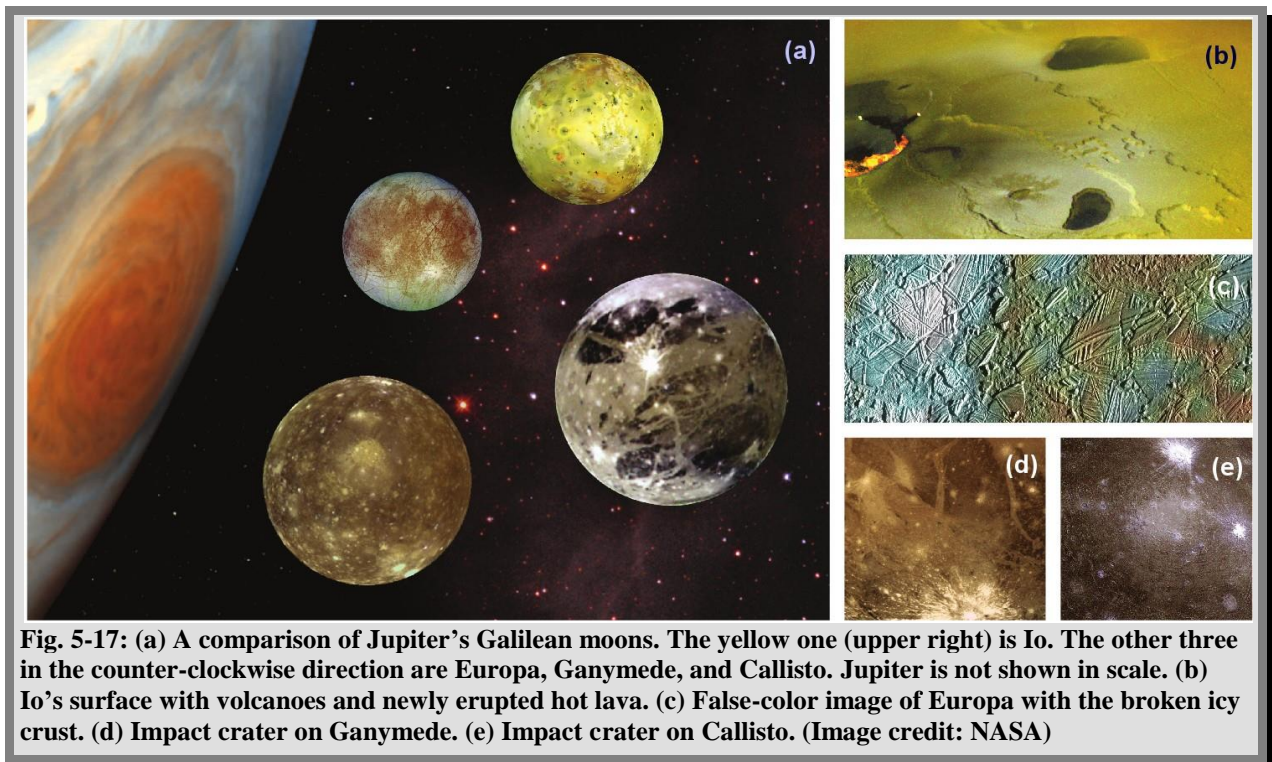 (a)
(b)
(c)
(d)
(e)
Fig. 5-17: (a) A comparison of Jupiter’s Galilean moons. The yellow one (upper right) is Io. The other three
in the counter-clockwise direction are Europa, Ganymede, and Callisto. Jupiter is not shown in scale. (b)
Io’s surface with volcanoes and newly erupted hot lava. (c) False-color image of Europa with the broken icy
crust. (d) Impact crater on Ganymede. (e) Impact crater on Callisto. (Image credit: NASA)